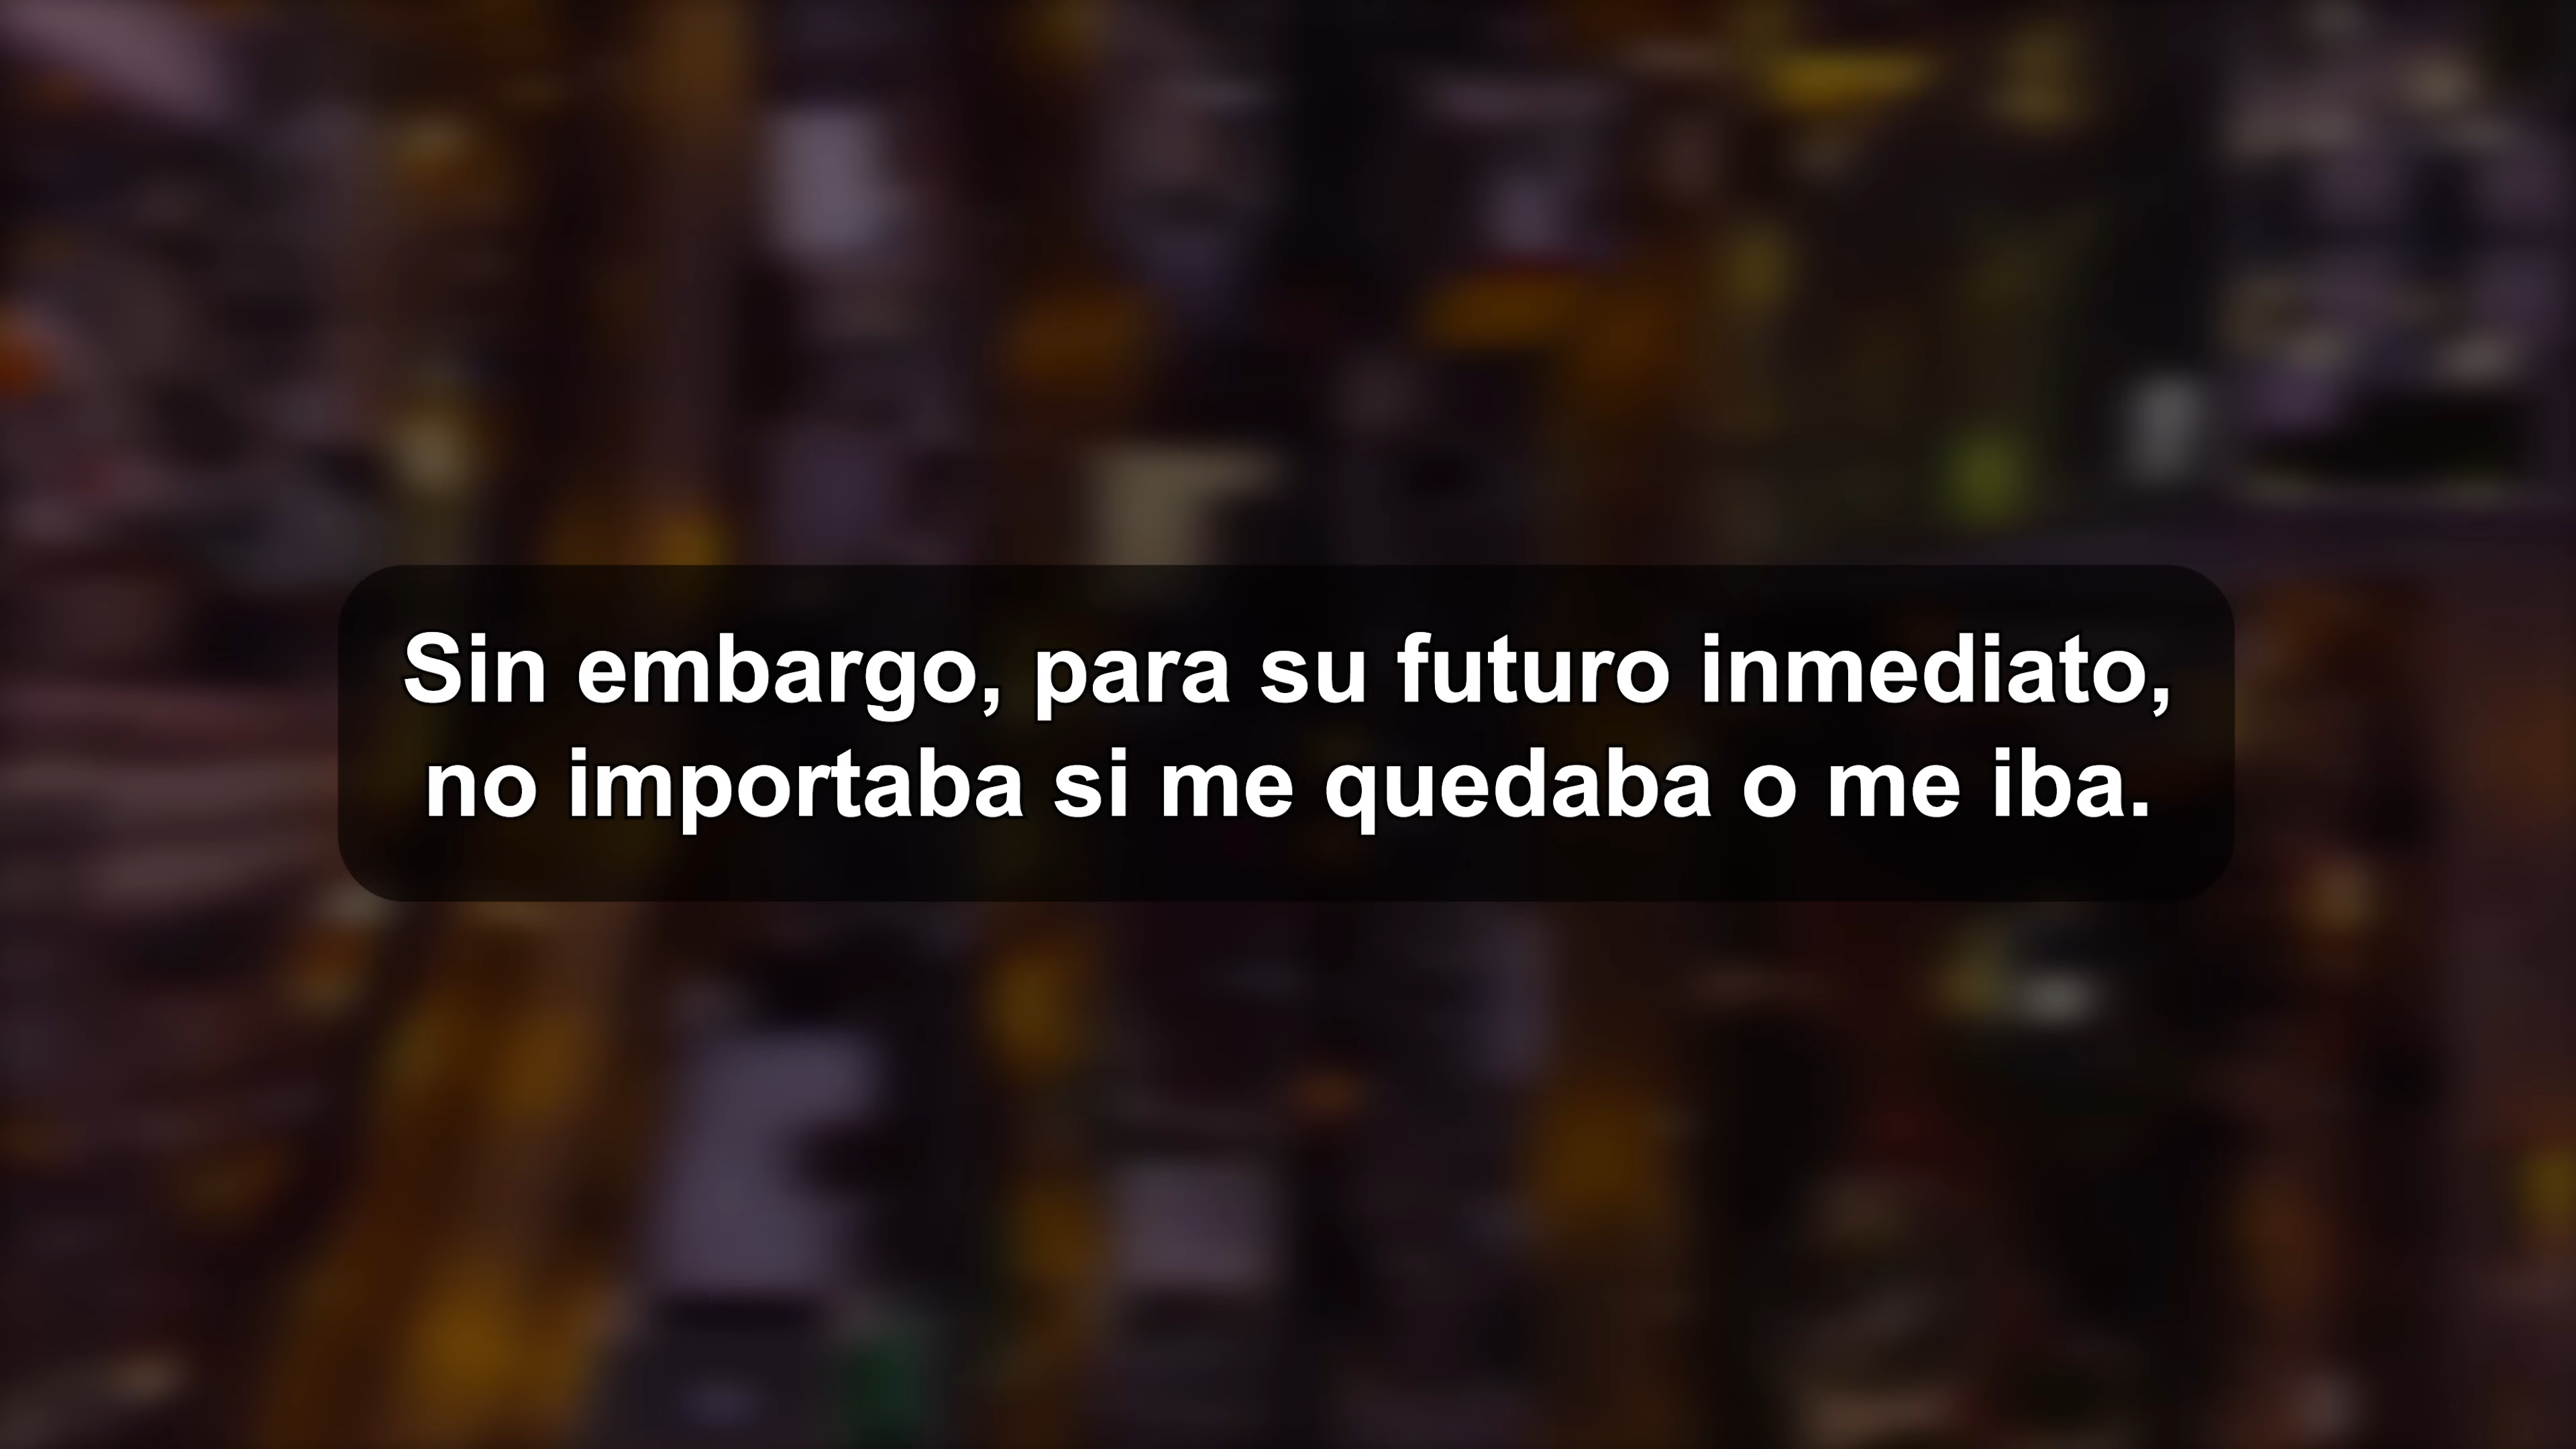 Sin embargo, para su futuro inmediato,
no importaba si me quedaba o me iba.